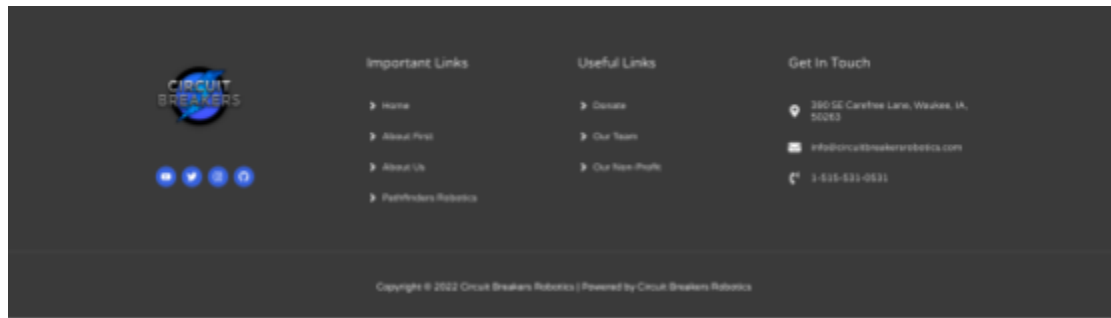 CIRCUIT
BREAKERS
Important Links
Home
About First
About Us
Pathfinders Robotics
Useful Links
Donate
Our Team
Our Non-Profit
Get In Touch
390 SE Carefree Lane, Waukee, IA,
50263
info@circuitbreakersrobotics.com
1-515-531-0531
Copyright © 2022 Circuit Breakers Robotics | Powered by Circuit Breakers Robotics